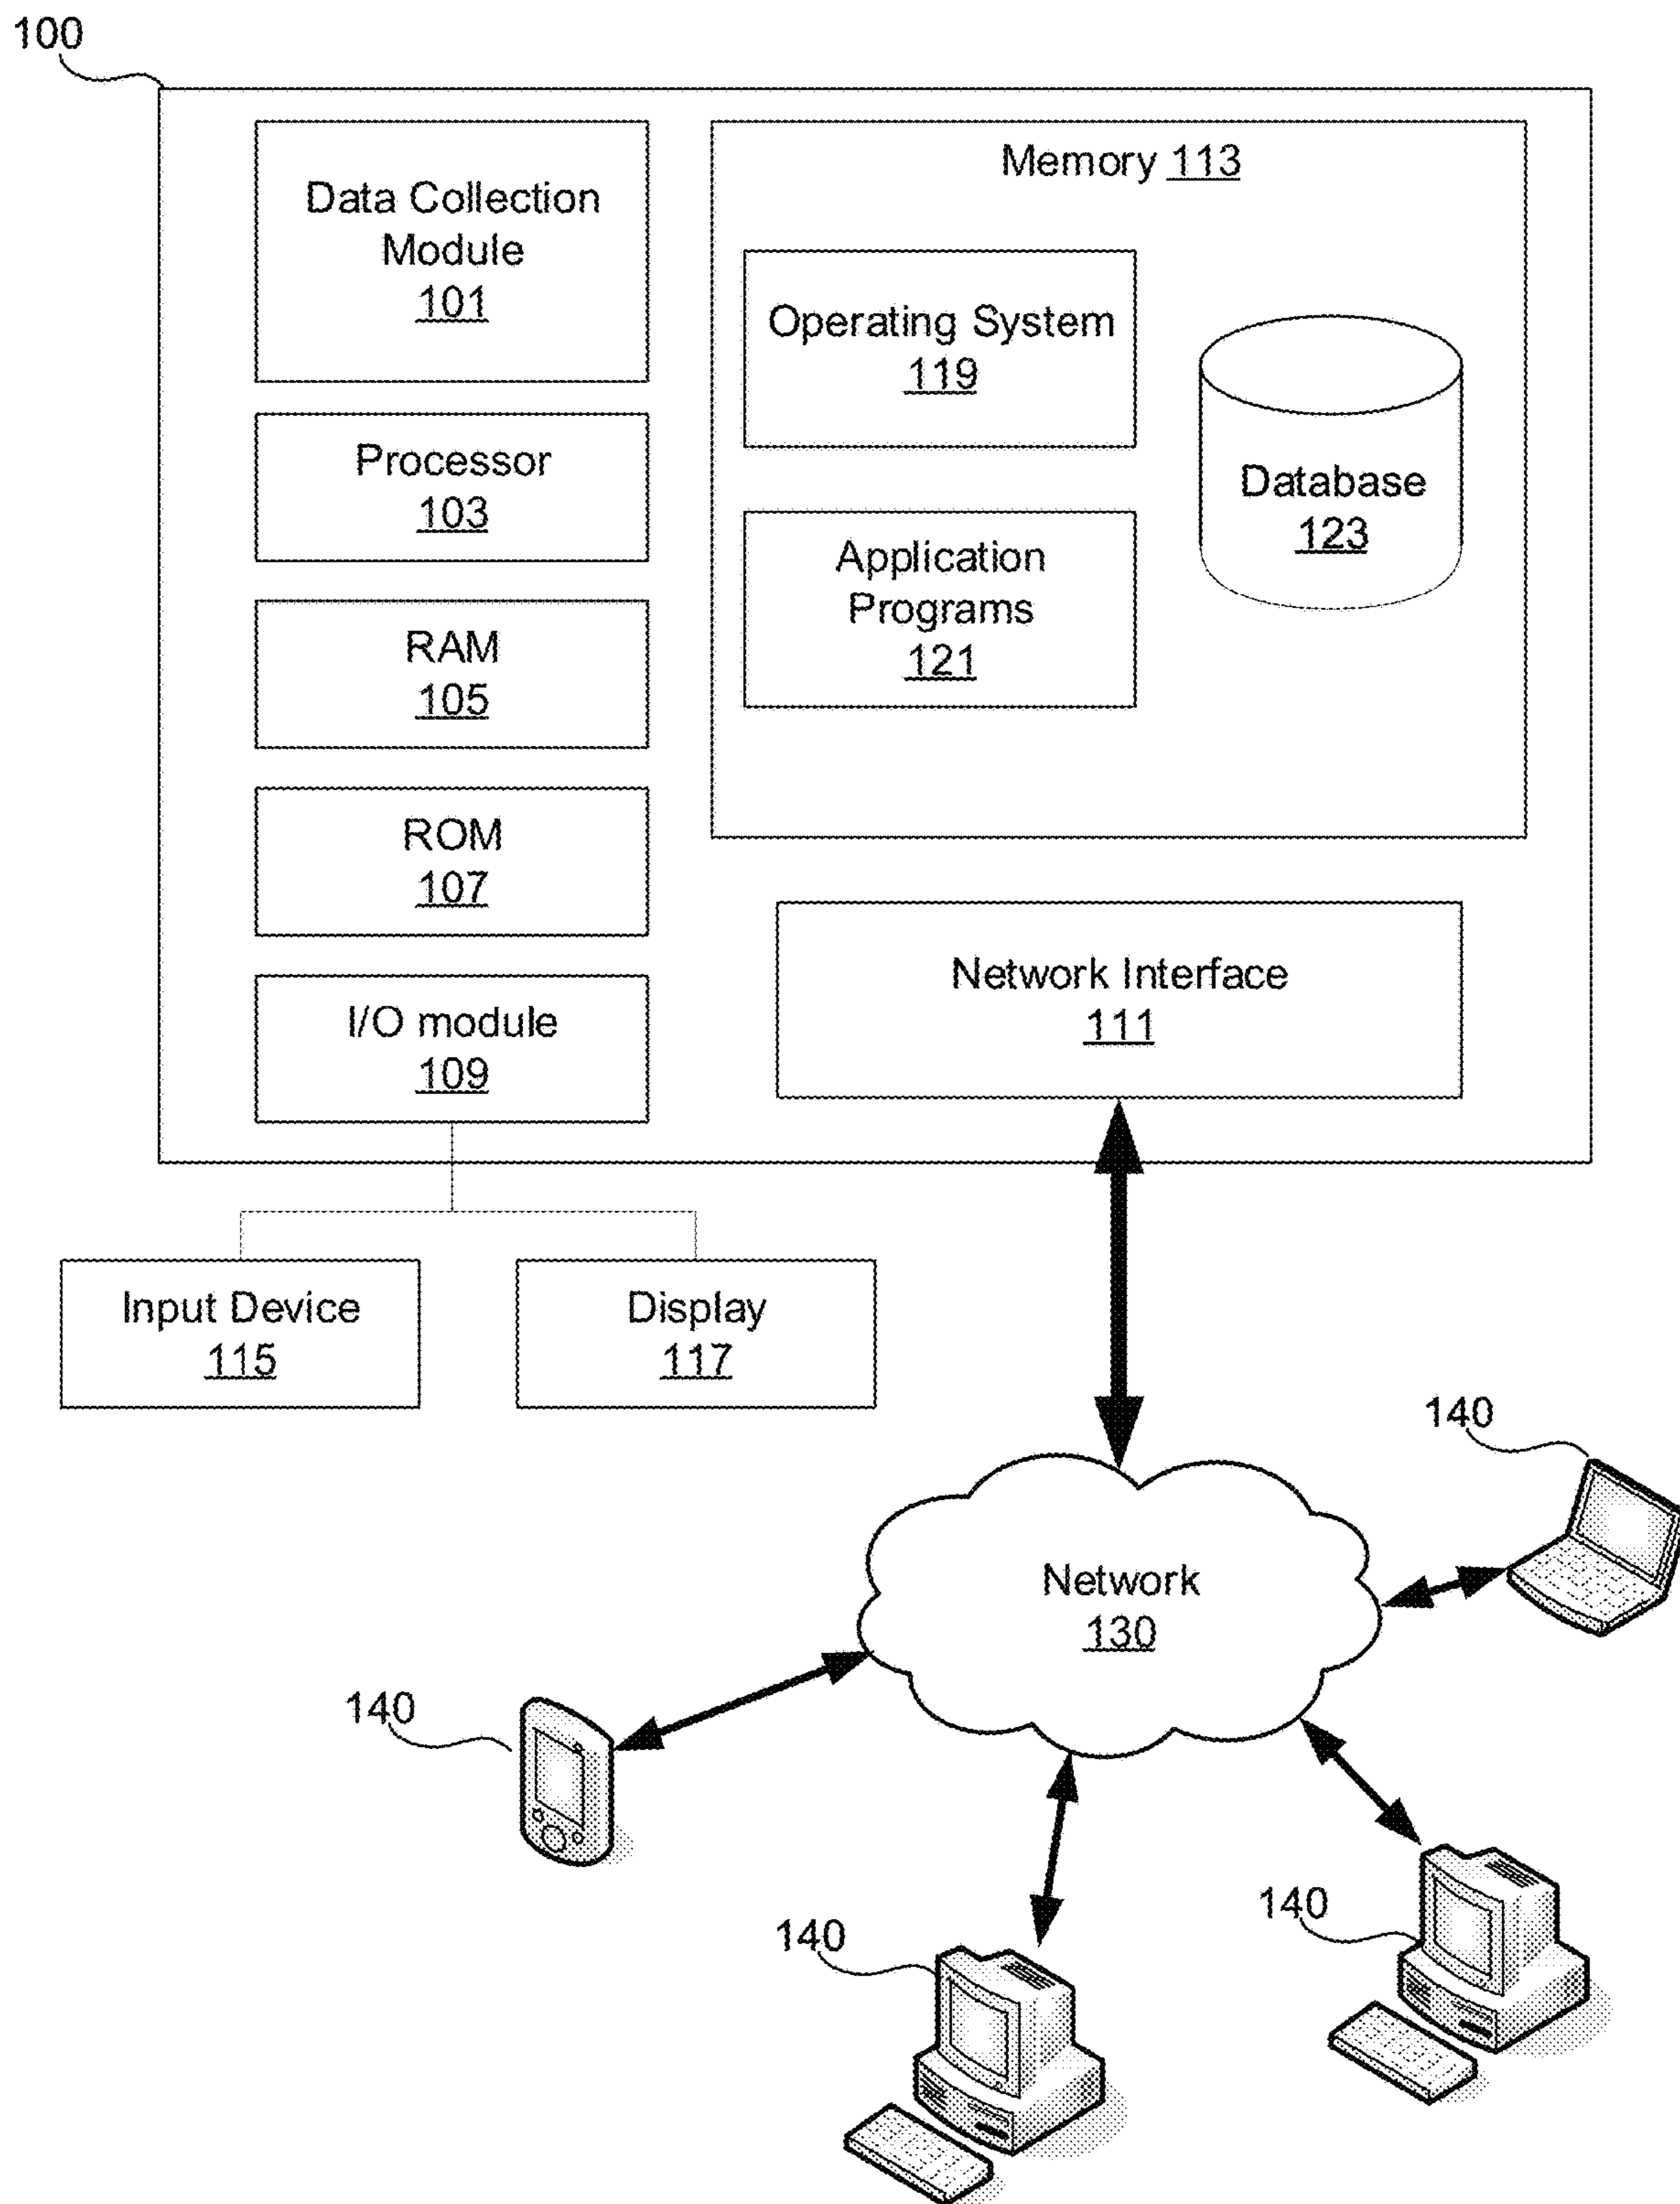 100
Data Collection
Module
101
Processor
103
RAM
105
ROM
107
I/O module
109
Memory 113
Operating System
119
Application
Programs
121
Database
123
Network Interface
111
Input Device
115
Display
117
140
Network
130
140
140
140